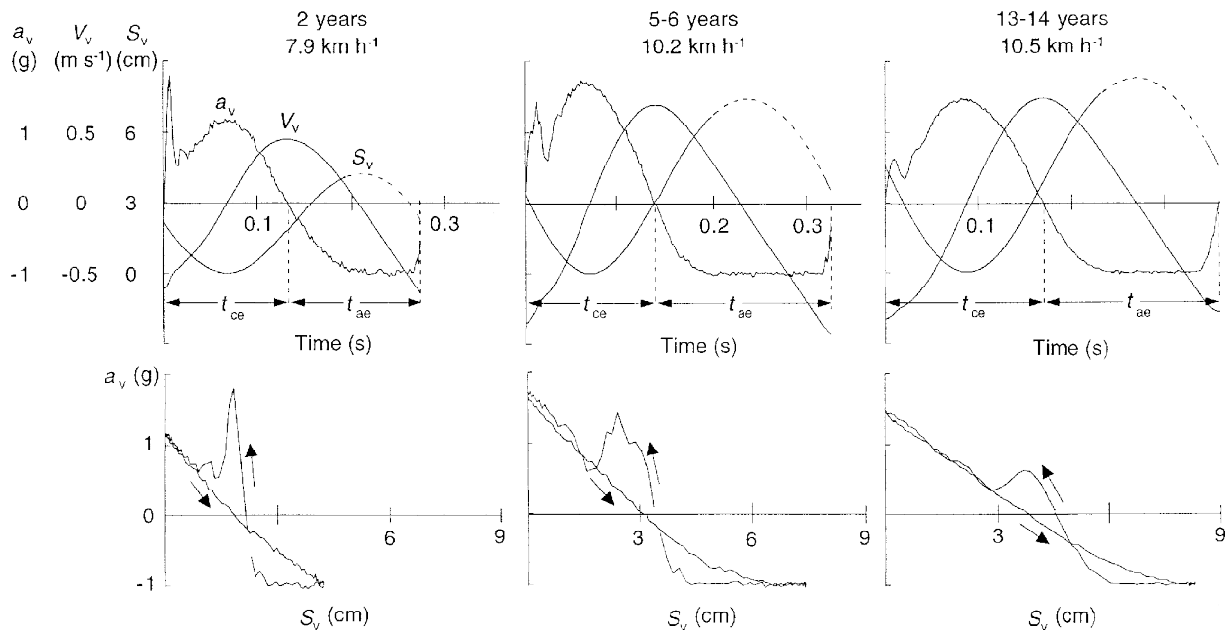 2 years 5-6 years 13-14 years
a_v V_v S_v 7.9 km h⁻¹ 10.2 km h⁻¹ 10.5 km h⁻¹
(g) (m s⁻¹) (cm)
a_v
1 0.5 6 V_v
S_v
0 0 3
0.1 0.3 0.2 0.3 0.1
-1 -0.5 0
t_ce t_ae t_ce t_ae t_ce t_ae
Time (s) Time (s) Time (s)
a_v (g)
1
0
6 9 3 6 9 3 9
-1
S_v (cm) S_v (cm) S_v (cm)